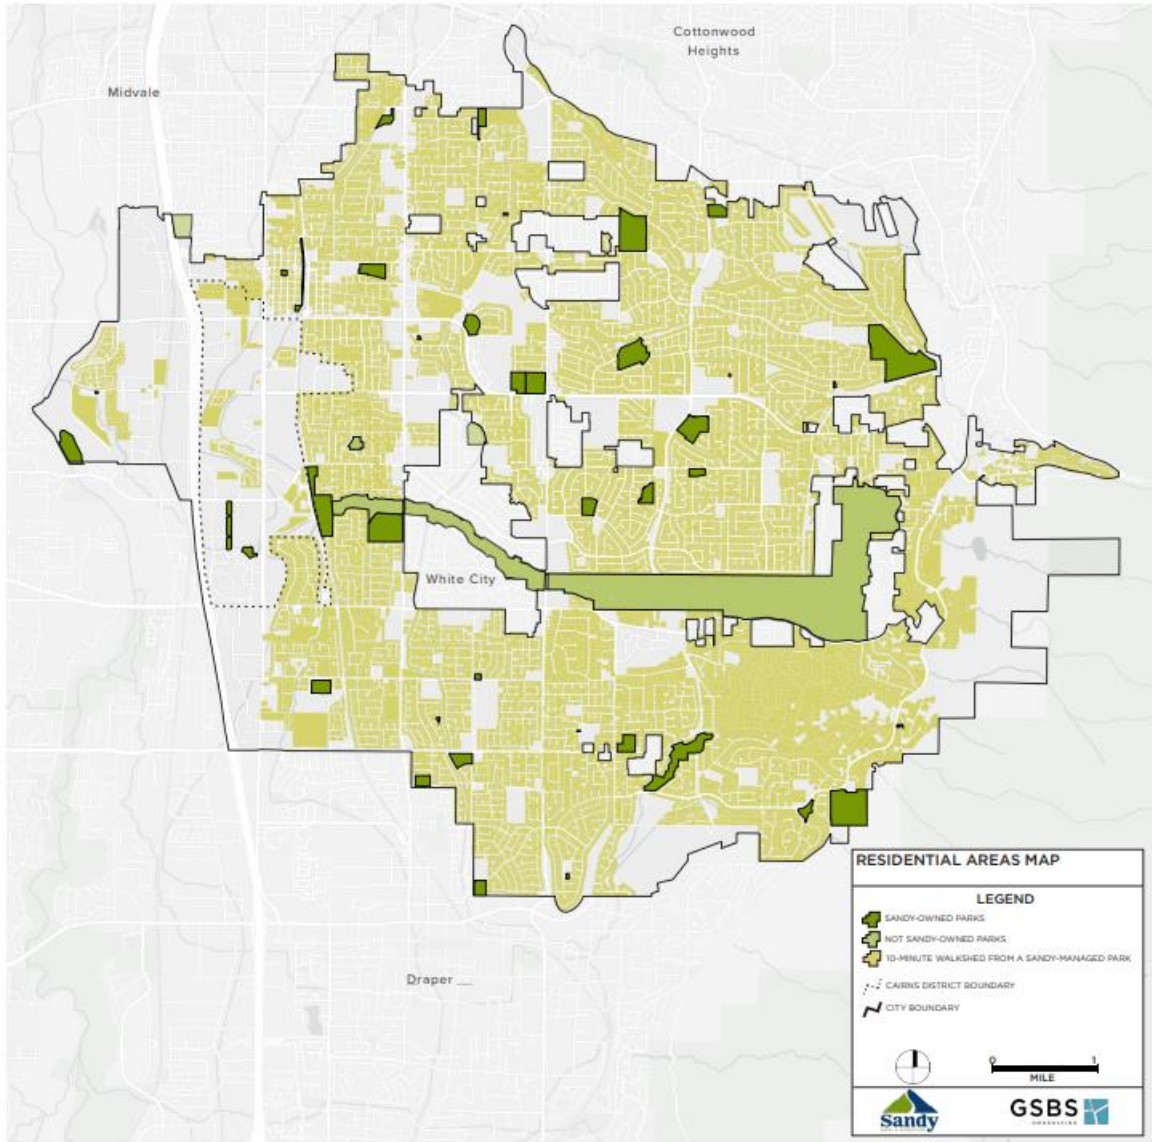 Cottonwood
Heights
Midvale
White City
Draper
RESIDENTIAL AREAS MAP
LEGEND
SANDY-OWNED PARKS
NOT SANDY-OWNED PARKS
10-MINUTE WALKSHED FROM A SANDY-MANAGED PARK
CAIRNS DISTRICT BOUNDARY
CITY BOUNDARY
0 1
MILE
Sandy
GSBS
CONSULTING